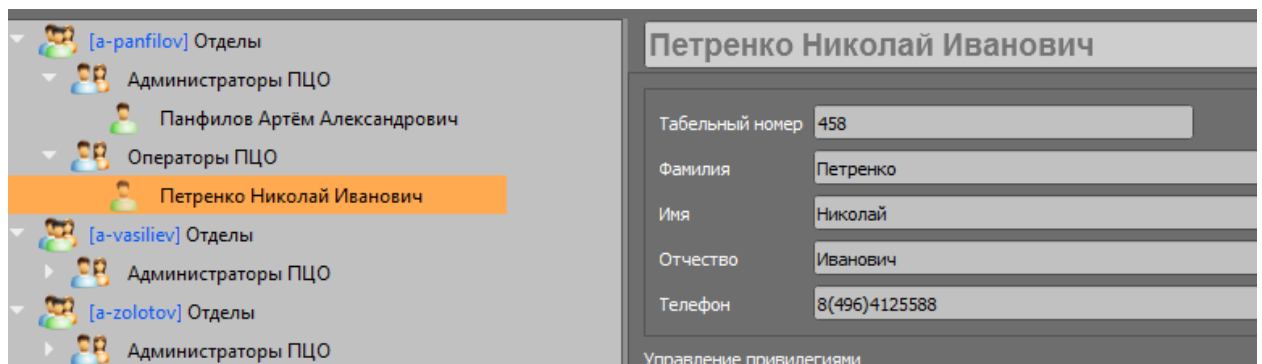 [a-panfilov] Отделы
Администраторы ПЦО
Панфилов Артём Александрович
Операторы ПЦО
Петренко Николай Иванович
[a-vasiliev] Отделы
Администраторы ПЦО
[a-zolotov] Отделы
Администраторы ПЦО
Петренко Николай Иванович
Табельный номер 458
Фамилия Петренко
Имя Николай
Отчество Иванович
Телефон 8(496)4125588
Управление привилегиями